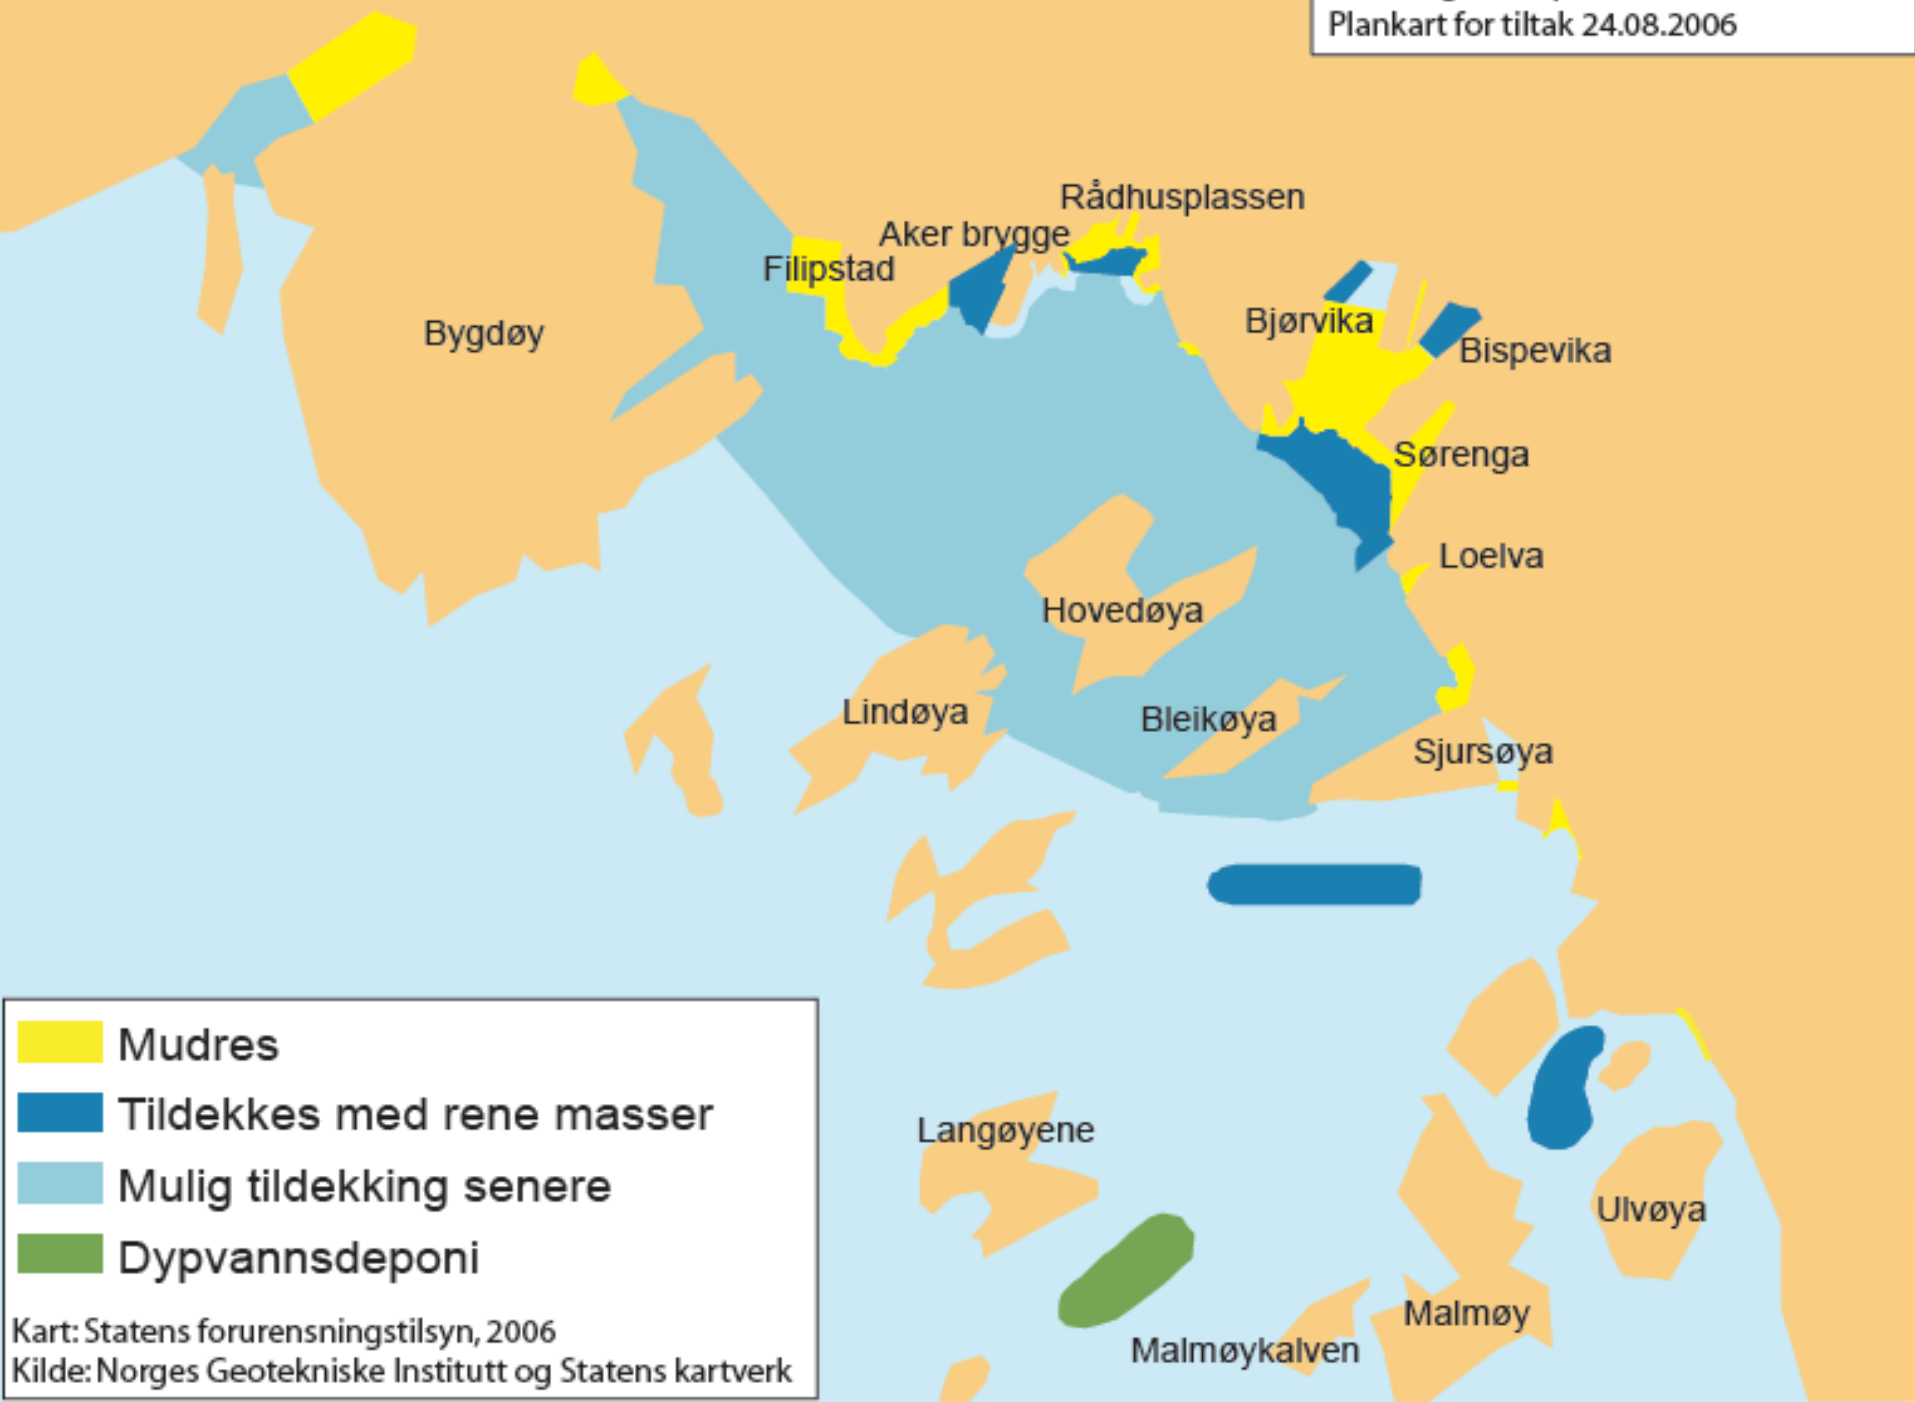 Plankart for tiltak 24.08.2006
Rådhusplassen
Aker brygge
Filipstad
Bygdøy
Bjørvika
Bispevika
Sørenga
Loelva
Hovedøya
Lindøya
Bleikøya
Sjursøya
Langøyene
Ulvøya
Malmøy
Malmøykalven
Mudres
Tildekkes med rene masser
Mulig tildekking senere
Dypvannsdeponi
Kart: Statens forurensningstilsyn, 2006
Kilde: Norges Geotekniske Institutt og Statens kartverk